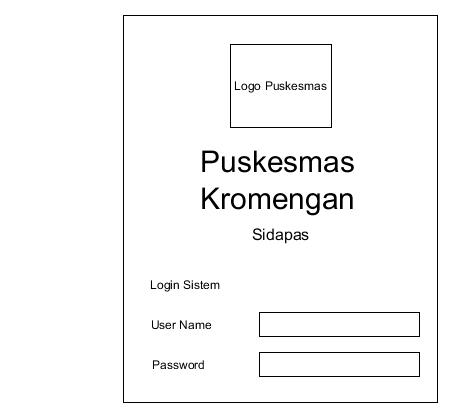 Logo Puskesmas
Puskesmas
Kromengan
Sidapas
Login Sistem
User Name
Password